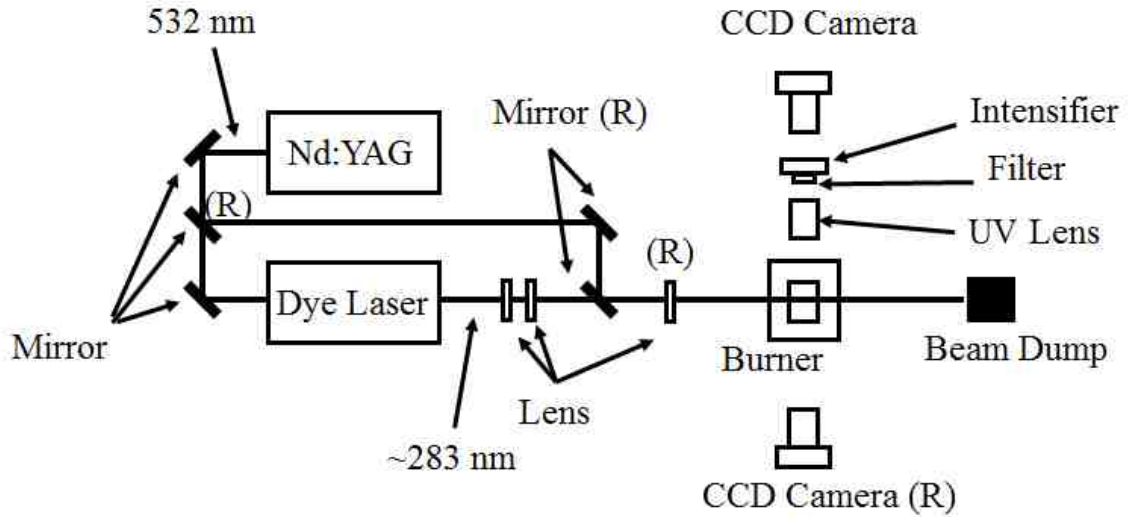 532 nm
CCD Camera
Mirror (R)
Intensifier
Nd:YAG
Filter
(R)
UV Lens
(R)
Dye Laser
Mirror
Burner
Beam Dump
Lens
~283 nm
CCD Camera (R)